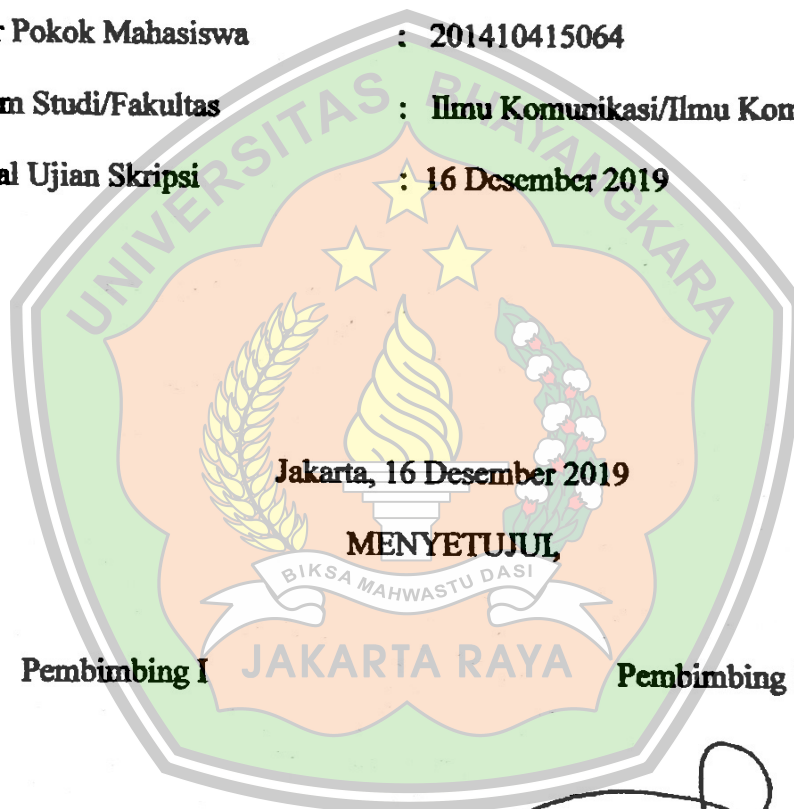 r Pokok Mahasiswa : 201410415064
m Studi/Fakultas : Ilmu Komunikasi/Ilmu Kom
al Ujian Skripsi : 16 Desember 2019
UNIVERSITAS BHAYANGKARA
Jakarta, 16 Desember 2019
MENYETUJUI,
BIKSA MAHWASTU DASI
JAKARTA RAYA
Pembimbing I Pembimbing